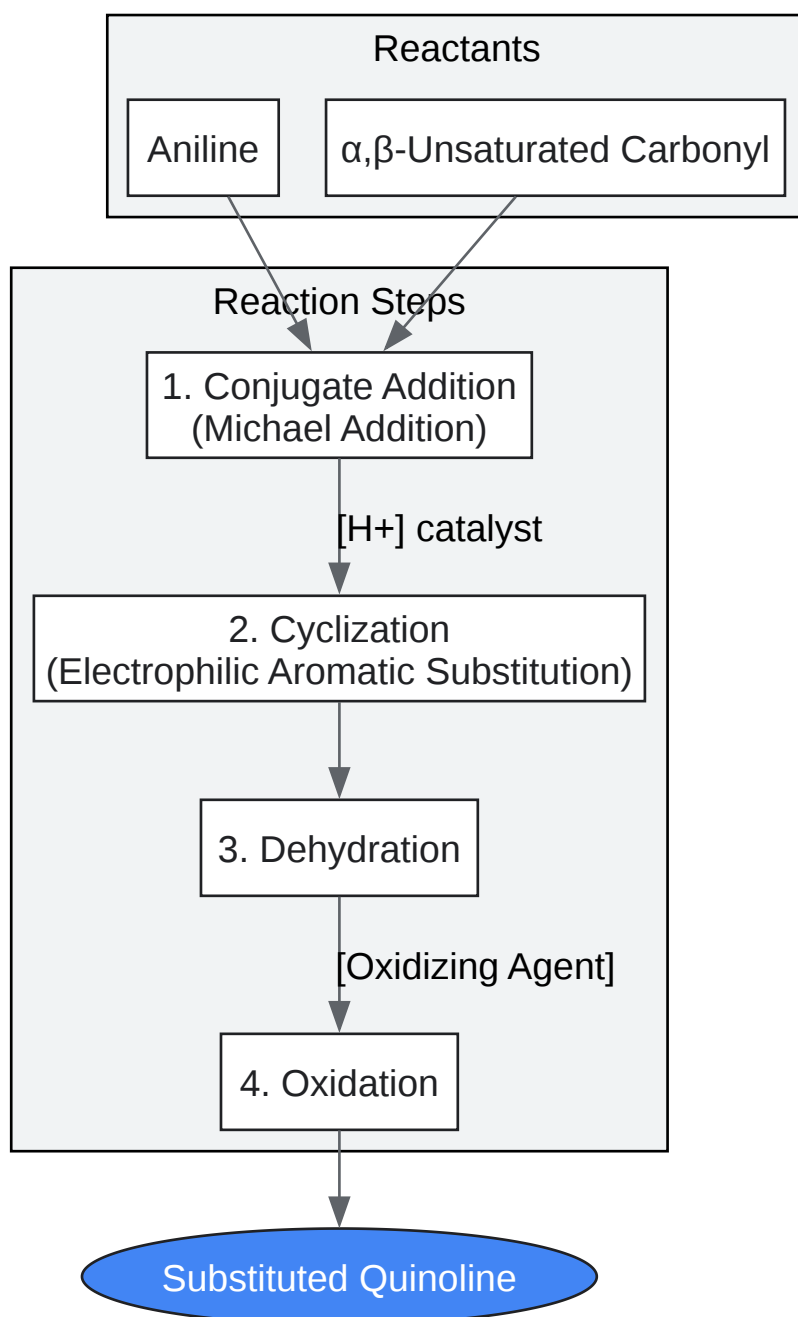 Reactants
Aniline
α,β-Unsaturated Carbonyl
Reaction Steps
1. Conjugate Addition
(Michael Addition)
[H+] catalyst
2. Cyclization
(Electrophilic Aromatic Substitution)
3. Dehydration
[Oxidizing Agent]
4. Oxidation
Substituted Quinoline